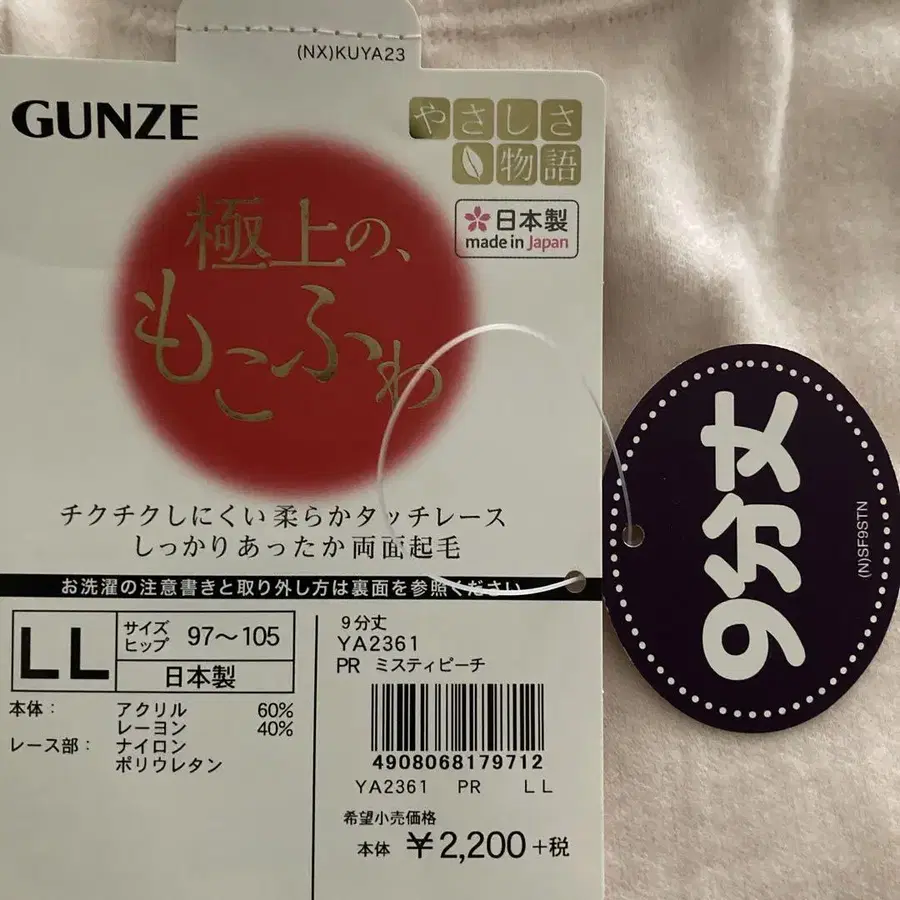 (NX)KUYA23
GUNZE
やさしさ
物語
日本製
made in Japan
極上の、
もこふわ
チクチクしにくい 柔らかタッチレース
しっかりあったか 両面起毛
お洗濯の注意書きと取り外し方は裏面を参照ください
LL
サイズ
ヒップ 97〜105
日本製
本体: アクリル 60%
レーヨン 40%
レース部: ナイロン
ポリウレタン
9分丈
YA2361
PR ミスティピーチ
4908068179712
YA2361 PR LL
希望小売価格
本体 ¥2,200+税
9分丈
(N)SF9STN